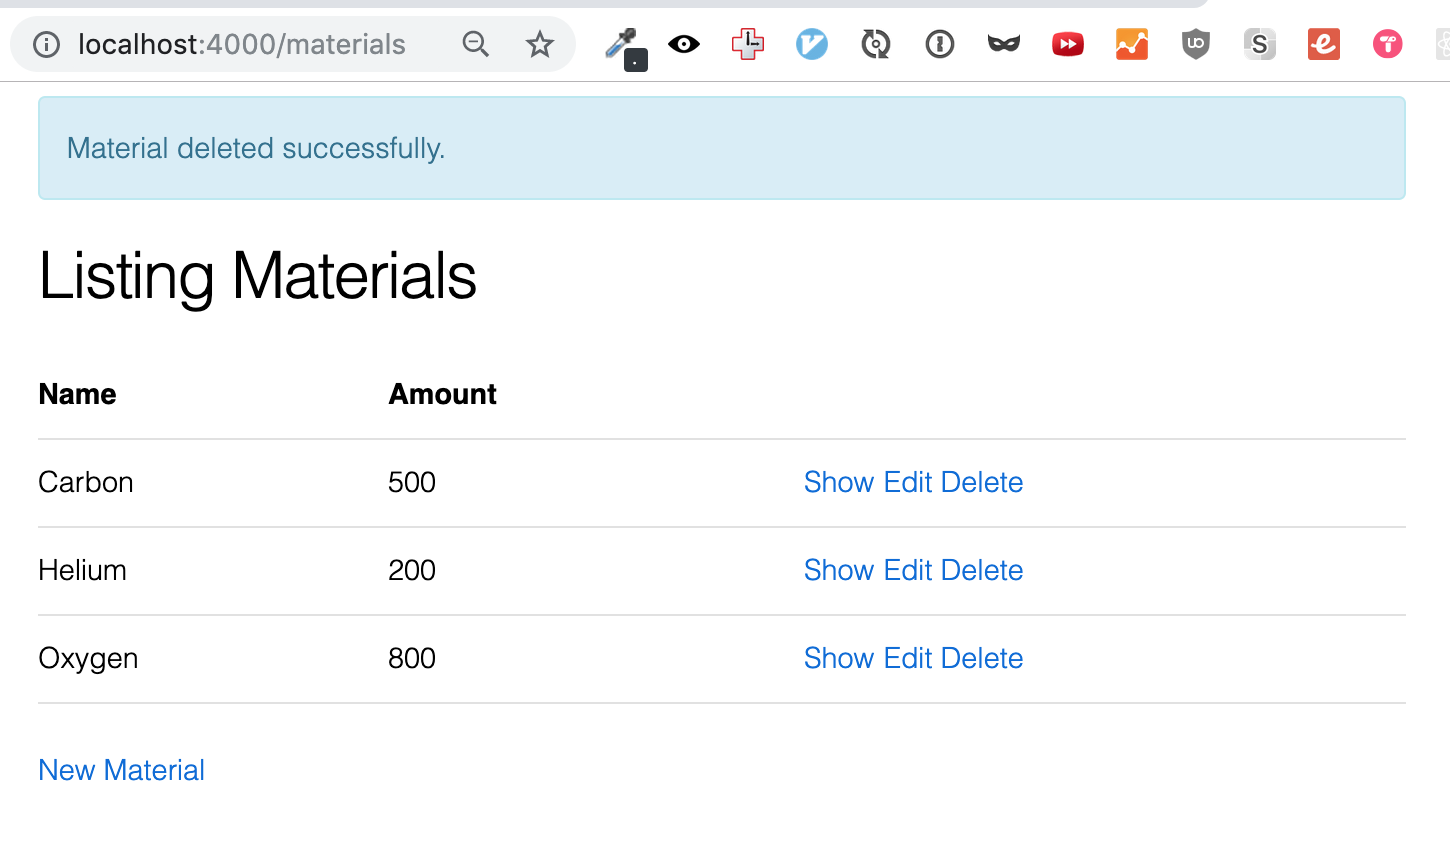 localhost:4000/materials
Material deleted successfully.
Listing Materials
Name Amount
Carbon 500 Show Edit Delete
Helium 200 Show Edit Delete
Oxygen 800 Show Edit Delete
New Material